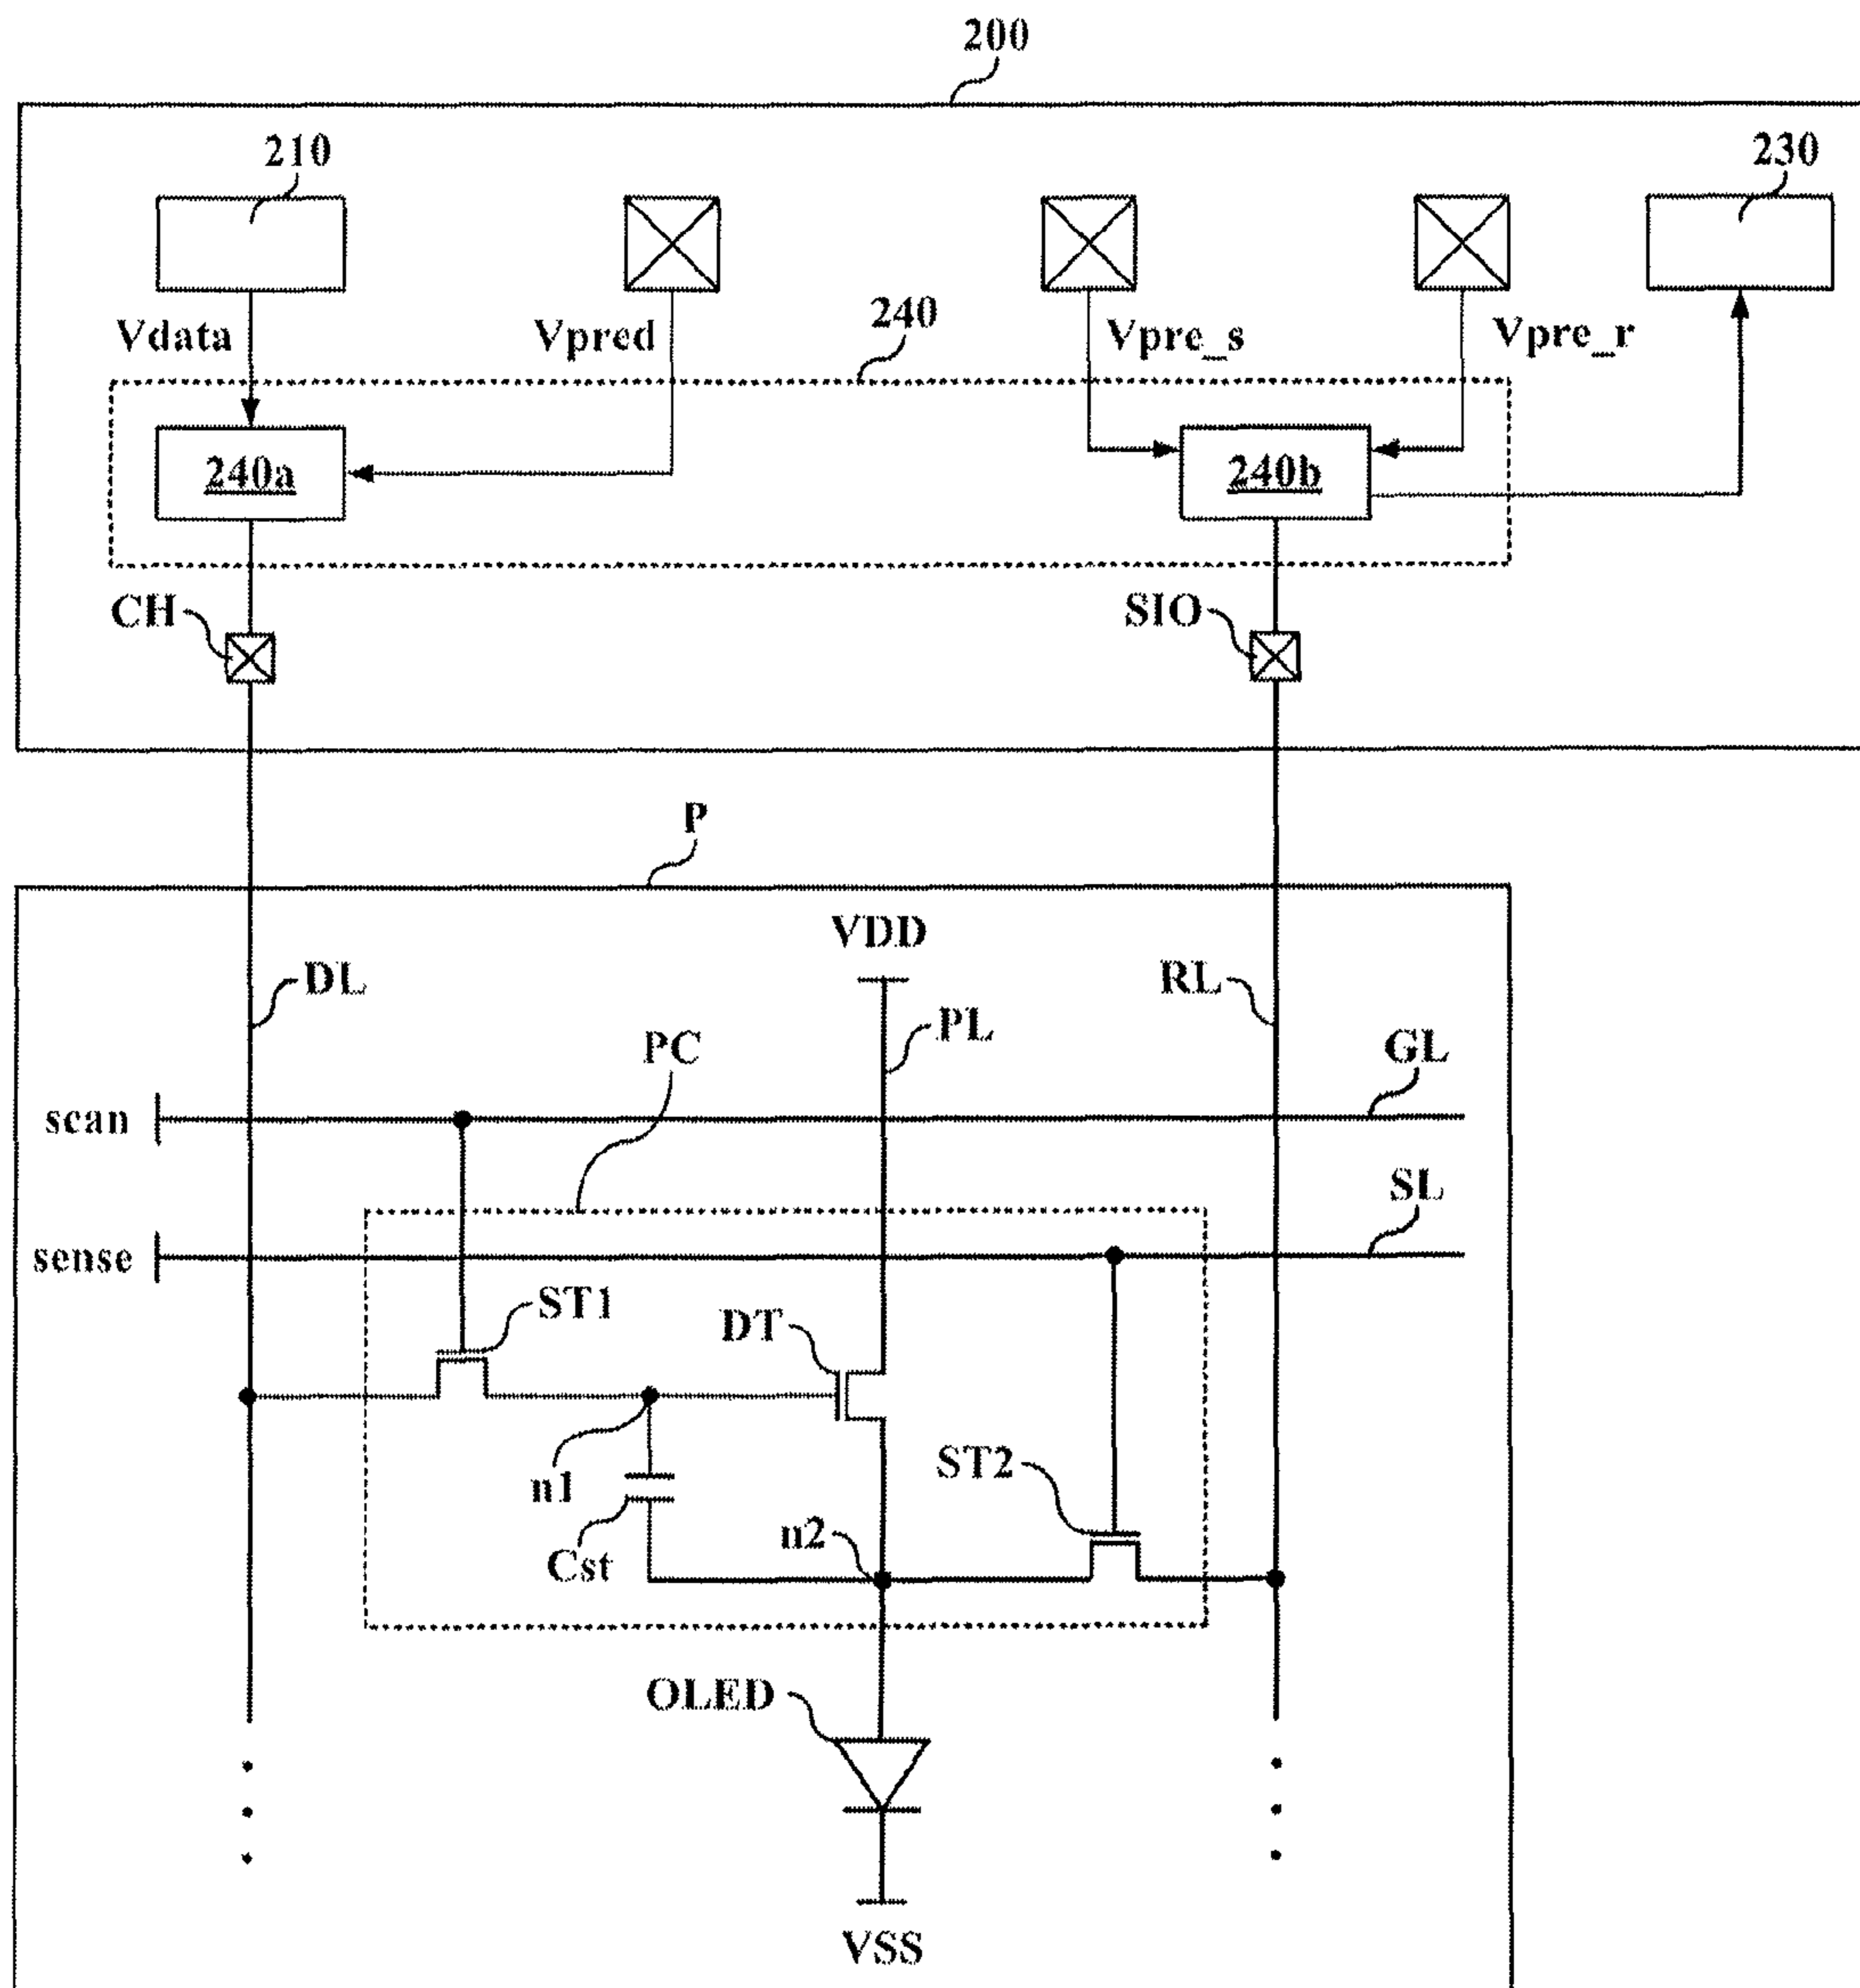 200
210
230
240
Vdata
Vpred
Vpre_s
Vpre_r
240a
240b
CH
SIO
P
VDD
DL
RL
PL
PC
GL
scan
SL
sense
ST1
DT
ST2
n1
n2
Cst
OLED
VSS